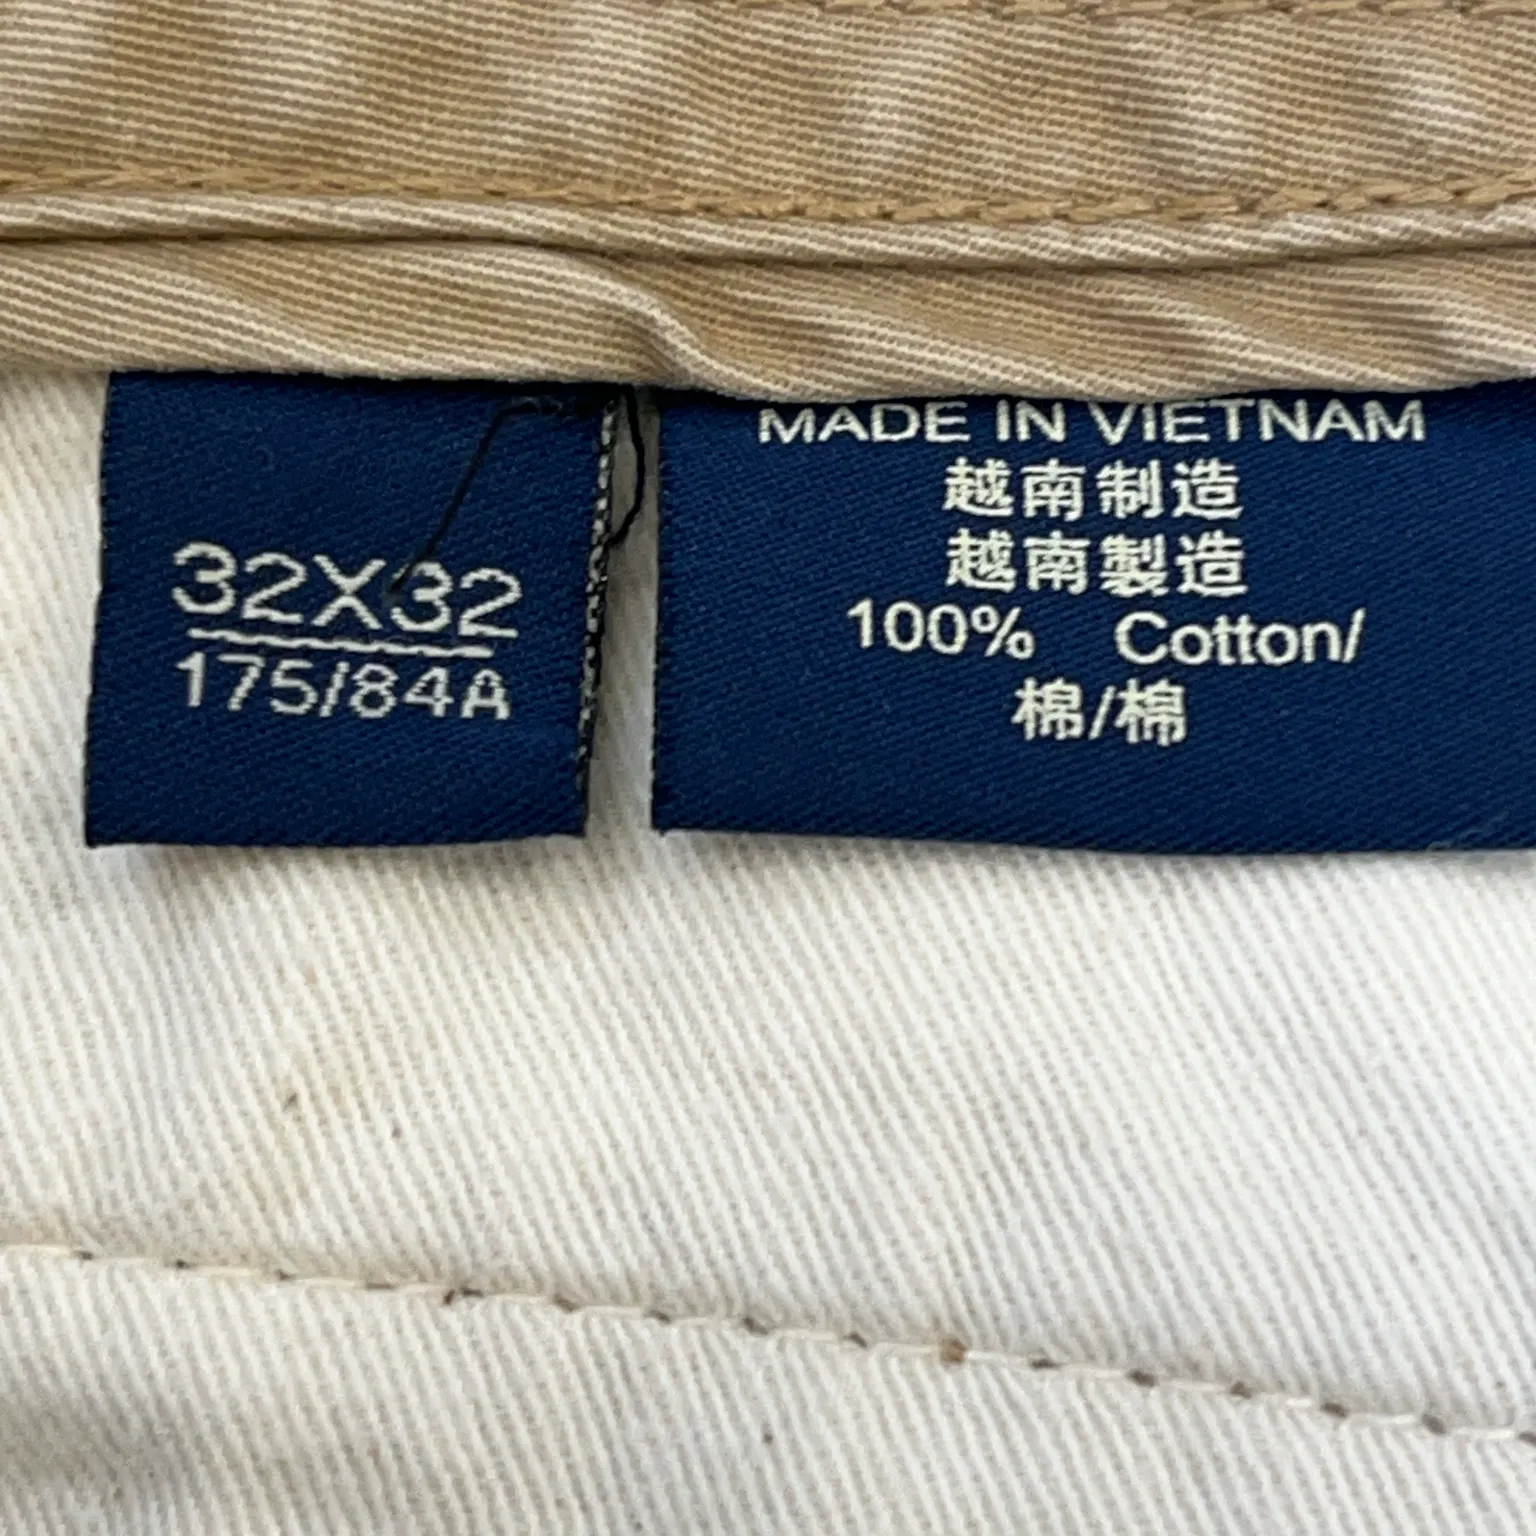 32X32
175/84A
MADE IN VIETNAM
越南制造
越南製造
100% Cotton/
棉/棉